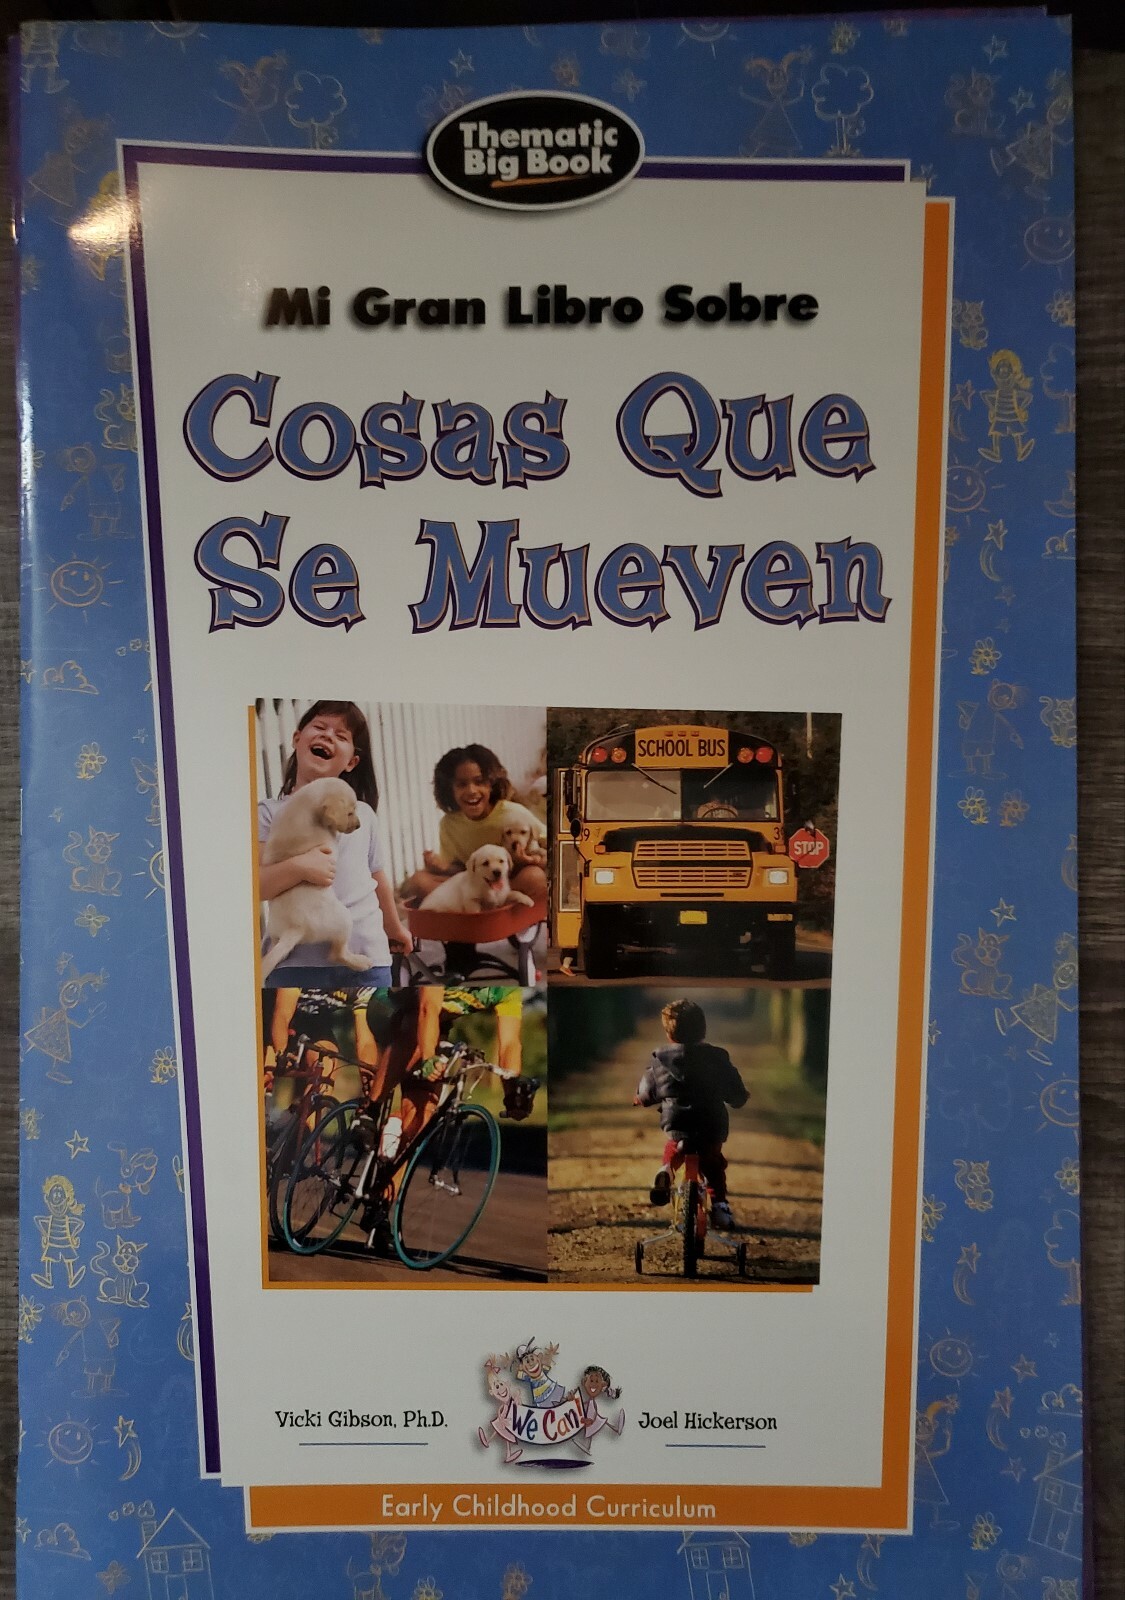 Thematic
Big Book
Mi Gran Libro Sobre
Cosas Que
Se Mueven
SCHOOL BUS
39
STOP
Vicki Gibson, Ph.D.
We Can!
Joel Hickerson
Early Childhood Curriculum